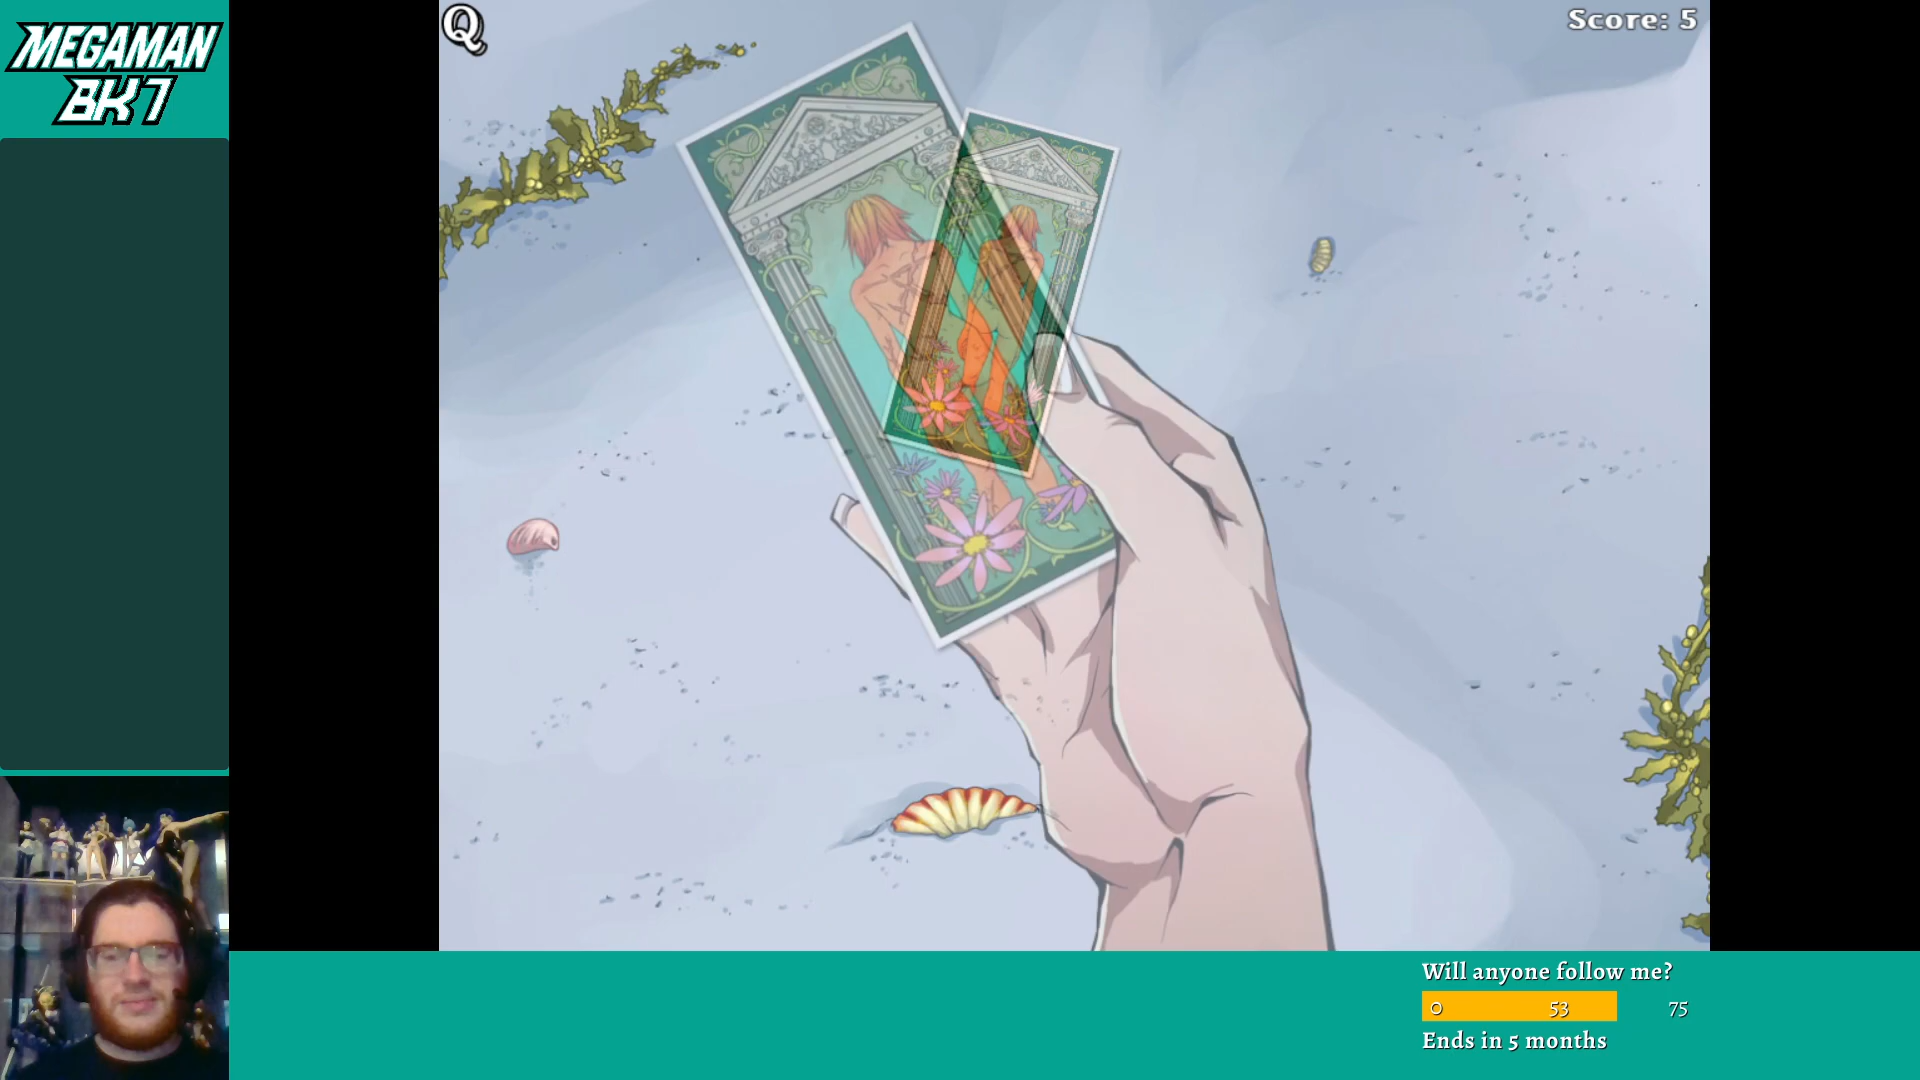 MEGAMAN
BK7
Q
Score: 5
Will anyone follow me?
0 53 75
Ends in 5 months